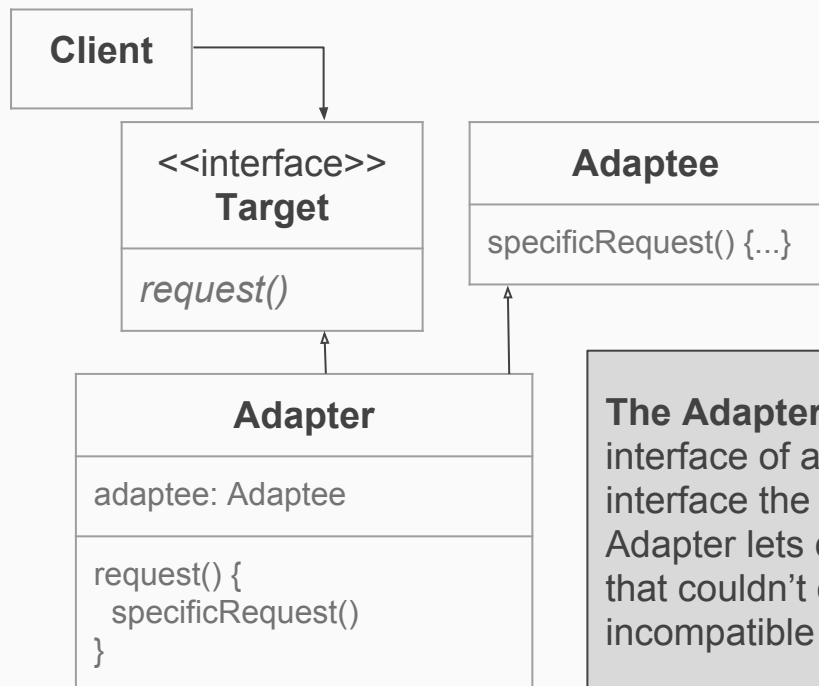 Client
<<interface>>
Target
request()
Adaptee
specificRequest() {...}
Adapter
adaptee: Adaptee
request() {
specificRequest()
}
The Adapter
interface of a
interface the
Adapter lets
that couldn’t
incompatible